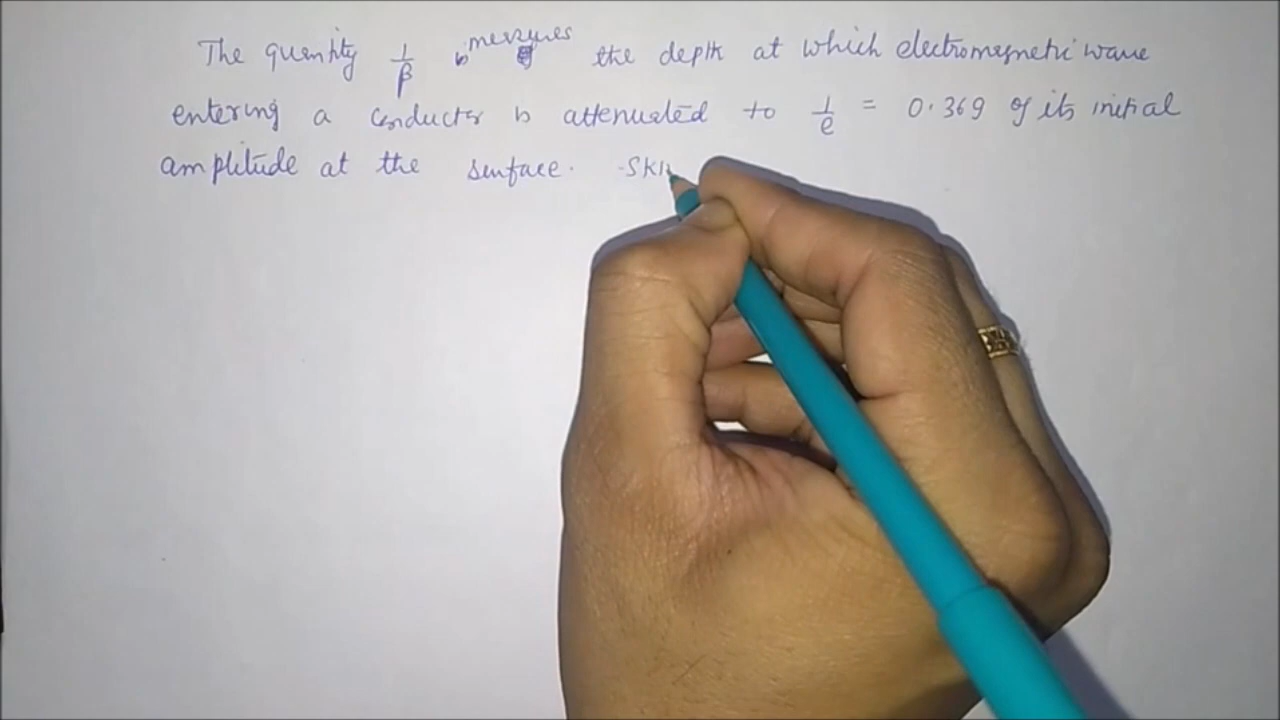 The quantity 1/β measures the depth at which electromagnetic wave
entering a conductor is attenuated to 1/e = 0.369 of its initial
amplitude at the surface. SKI